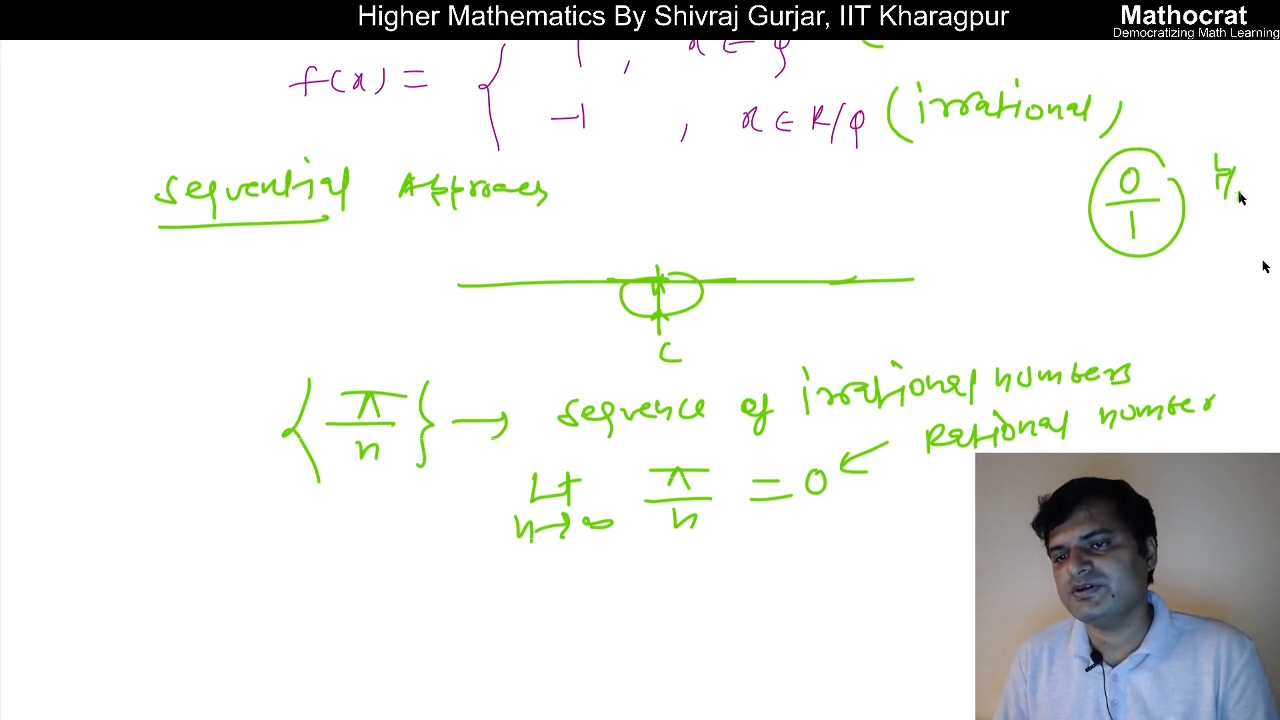 Higher Mathematics By Shivraj Gurjar, IIT Kharagpur
Mathocrat
Democratizing Math Learning
f(x) = { 1 , x ∈ Q
-1 , x ∈ R/Q (irrational)
Sequential Approach
0/1
C
{π/n} → sequence of irrational numbers
Rational number
Lt n→∞ π/n = 0 ←